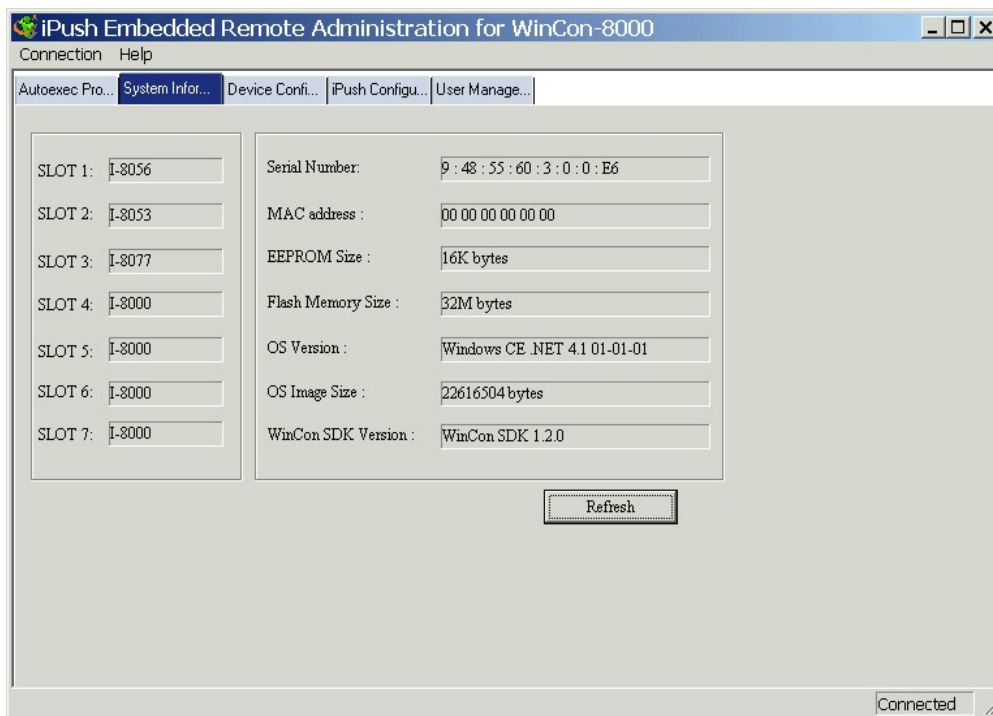 iPush Embedded Remote Administration for WinCon-8000
Connection Help
Autoexec Pro... System Infor... Device Confi... iPush Configu... User Manage...
SLOT 1: I-8056
SLOT 2: I-8053
SLOT 3: I-8077
SLOT 4: I-8000
SLOT 5: I-8000
SLOT 6: I-8000
SLOT 7: I-8000
Serial Number: 9 : 48 : 55 : 60 : 3 : 0 : 0 : E6
MAC address : 00 00 00 00 00 00
EEPROM Size : 16K bytes
Flash Memory Size : 32M bytes
OS Version : Windows CE .NET 4.1 01-01-01
OS Image Size : 22616504 bytes
WinCon SDK Version : WinCon SDK 1.2.0
Refresh
Connected